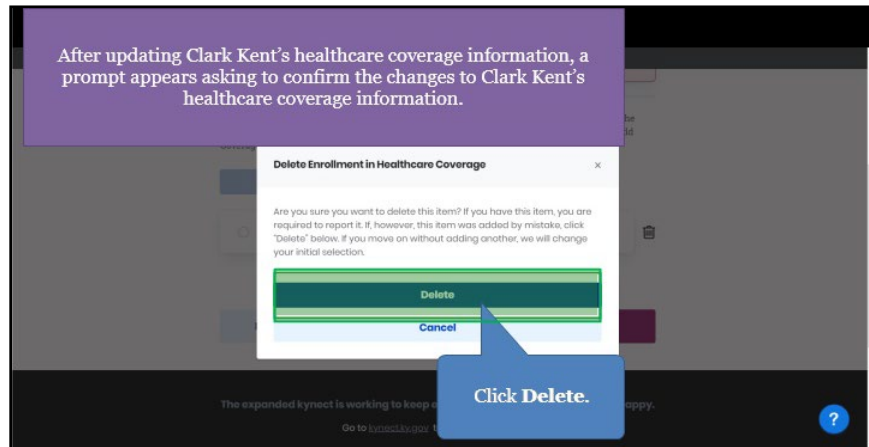 After updating Clark Kent's healthcare coverage information, a
prompt appears asking to confirm the changes to Clark Kent's
healthcare coverage information.
he
Delete Enrollment in Healthcare Coverage ×
Are you sure you want to delete this item? If you have this item, you are
required to report it. If, however, this item was added by mistake, click
"Delete" below. If you move on without adding another, we will change
your initial selection.
Delete
Cancel
Click Delete.
The expanded kynect is working to keep
appy.
Go to kynect.ky.gov
?